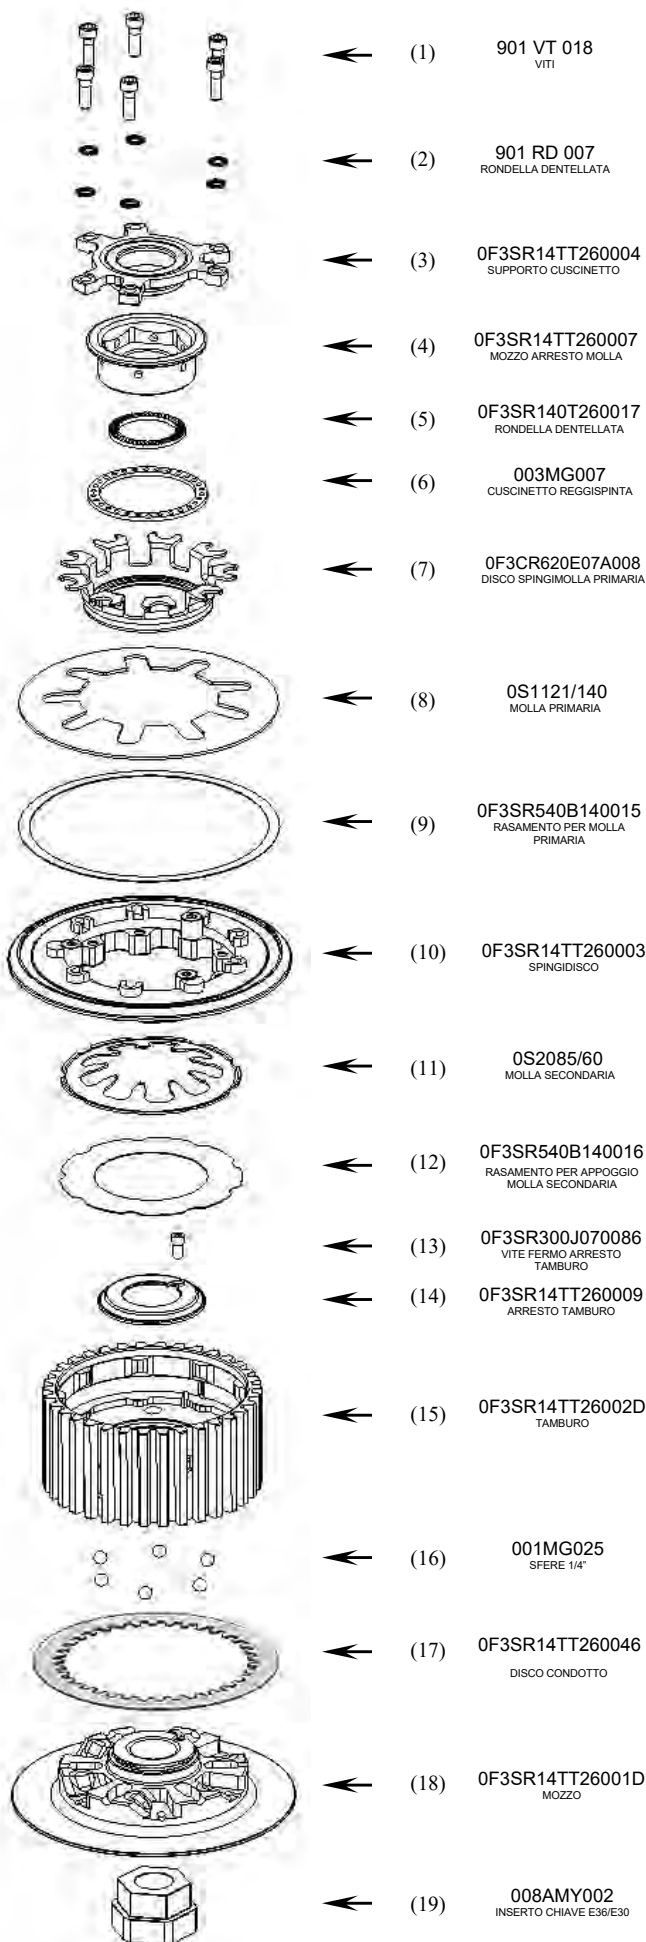 (1) 901 VT 018
VITI
(2) 901 RD 007
RONDELLA DENTELLATA
(3) 0F3SR14TT260004
SUPPORTO CUSCINETTO
(4) 0F3SR14TT260007
MOZZO ARRESTO MOLLA
(5) 0F3SR140T260017
RONDELLA DENTELLATA
(6) 003MG007
CUSCINETTO REGGISPINTA
(7) 0F3CR620E07A008
DISCO SPINGIMOLLA PRIMARIA
(8) 0S1121/140
MOLLA PRIMARIA
(9) 0F3SR540B140015
RASAMENTO PER MOLLA
PRIMARIA
(10) 0F3SR14TT260003
SPINGIDISCO
(11) 0S2085/60
MOLLA SECONDARIA
(12) 0F3SR540B140016
RASAMENTO PER APPOGGIO
MOLLA SECONDARIA
(13) 0F3SR300J070086
VITE FERMO ARRESTO
TAMBURO
(14) 0F3SR14TT260009
ARRESTO TAMBURO
(15) 0F3SR14TT26002D
TAMBURO
(16) 001MG025
SFERE 1/4"
(17) 0F3SR14TT260046
DISCO CONDOTTO
(18) 0F3SR14TT26001D
MOZZO
(19) 008AMY002
INSERTO CHIAVE E36/E30